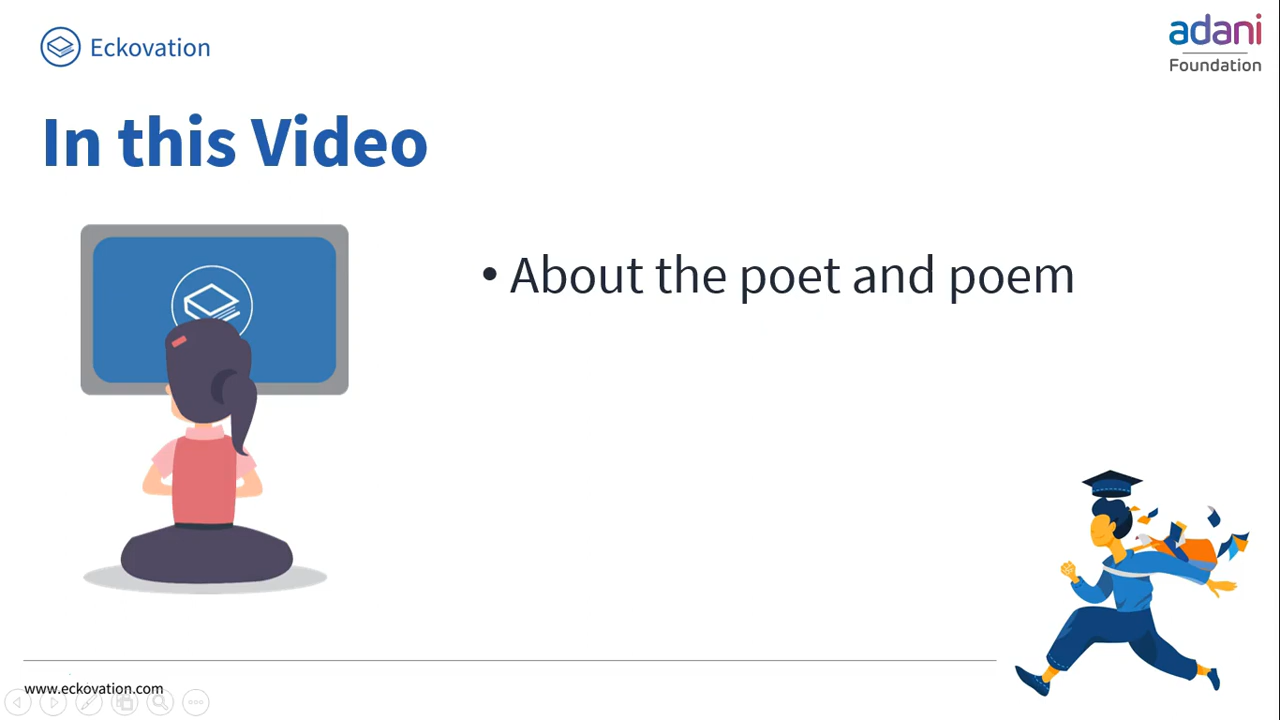 Eckovation
adani
Foundation
In this Video
• About the poet and poem
www.eckovation.com